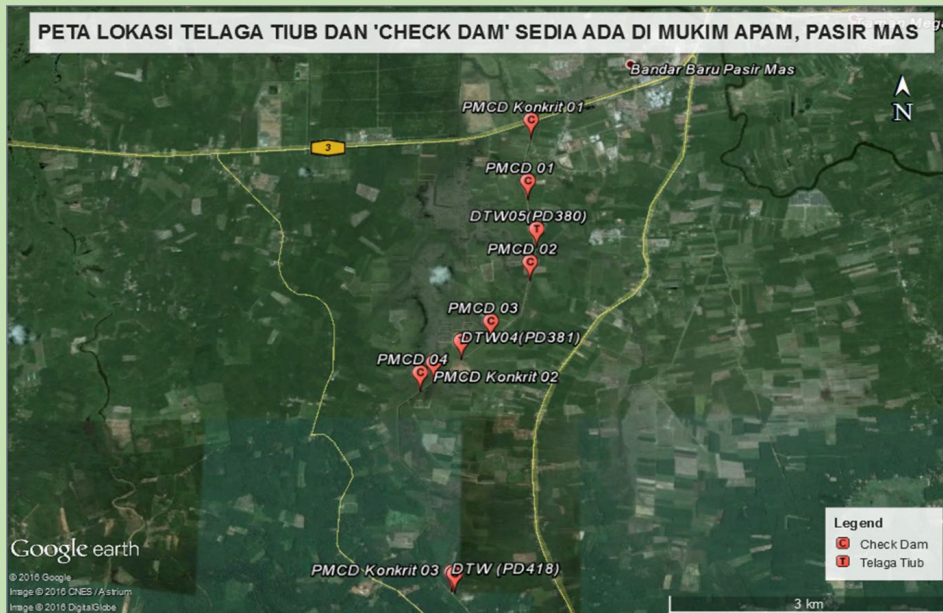 PETA LOKASI TELAGA TIUB DAN 'CHECK DAM' SEDIA ADA DI MUKIM APAM, PASIR MAS
Bandar Baru Pasir Mas
N
PMCD Konkrit 01
C
3
PMCD 01
C
DTW05(PD380)
T
PMCD 02
C
PMCD 03
C
DTW04(PD381)
PMCD 04
C
PMCD Konkrit 02
Legend
C Check Dam
T Telaga Tiub
Google earth
PMCD Konkrit 03
DTW (PD418)
© 2016 Google
Image © 2016 CNES / Astrium
Image © 2016 DigitalGlobe
3 km